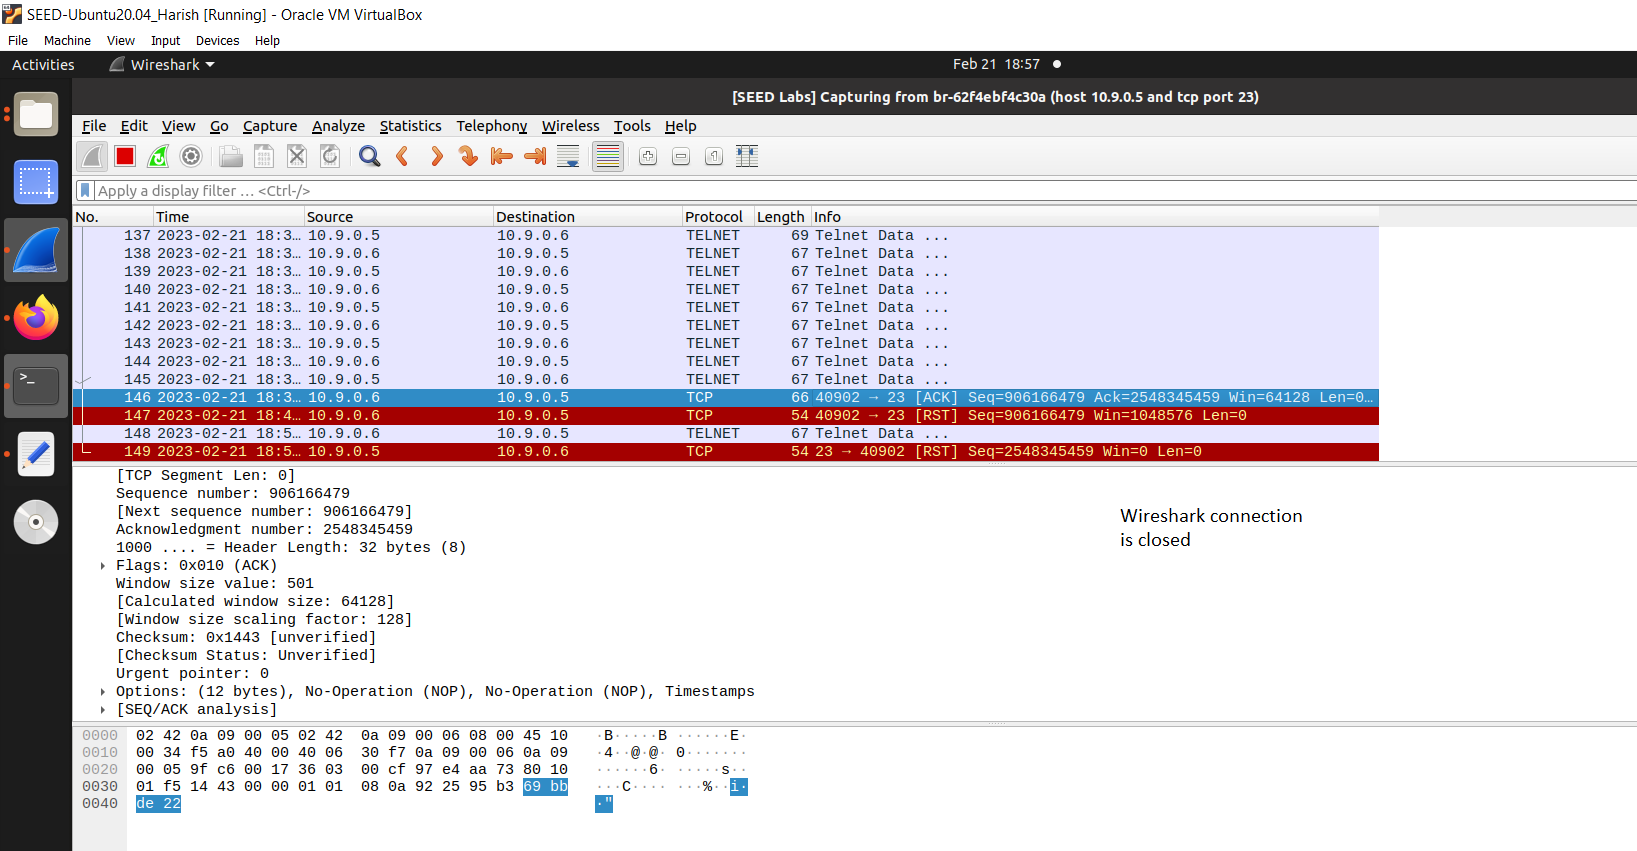 SEED-Ubuntu20.04_Harish [Running] - Oracle VM VirtualBox
File Machine View Input Devices Help
Activities Wireshark Feb 21 18:57
[SEED Labs] Capturing from br-62f4ebf4c30a (host 10.9.0.5 and tcp port 23)
File Edit View Go Capture Analyze Statistics Telephony Wireless Tools Help
Apply a display filter ... <Ctrl-/>
No. Time Source Destination Protocol Length Info
137 2023-02-21 18:3… 10.9.0.5 10.9.0.6 TELNET 69 Telnet Data ...
138 2023-02-21 18:3… 10.9.0.6 10.9.0.5 TELNET 67 Telnet Data ...
139 2023-02-21 18:3… 10.9.0.5 10.9.0.6 TELNET 67 Telnet Data ...
140 2023-02-21 18:3… 10.9.0.6 10.9.0.5 TELNET 67 Telnet Data ...
141 2023-02-21 18:3… 10.9.0.5 10.9.0.6 TELNET 67 Telnet Data ...
142 2023-02-21 18:3… 10.9.0.6 10.9.0.5 TELNET 67 Telnet Data ...
143 2023-02-21 18:3… 10.9.0.5 10.9.0.6 TELNET 67 Telnet Data ...
144 2023-02-21 18:3… 10.9.0.6 10.9.0.5 TELNET 67 Telnet Data ...
145 2023-02-21 18:3… 10.9.0.5 10.9.0.6 TELNET 67 Telnet Data ...
146 2023-02-21 18:3… 10.9.0.6 10.9.0.5 TCP 66 40902 → 23 [ACK] Seq=906166479 Ack=2548345459 Win=64128 Len=0…
147 2023-02-21 18:4… 10.9.0.6 10.9.0.5 TCP 54 40902 → 23 [RST] Seq=906166479 Win=1048576 Len=0
148 2023-02-21 18:5… 10.9.0.6 10.9.0.5 TELNET 67 Telnet Data ...
149 2023-02-21 18:5… 10.9.0.5 10.9.0.6 TCP 54 23 → 40902 [RST] Seq=2548345459 Win=0 Len=0
[TCP Segment Len: 0]
Sequence number: 906166479
[Next sequence number: 906166479]
Acknowledgment number: 2548345459
1000 .... = Header Length: 32 bytes (8)
Flags: 0x010 (ACK)
Window size value: 501
[Calculated window size: 64128]
[Window size scaling factor: 128]
Checksum: 0x1443 [unverified]
[Checksum Status: Unverified]
Urgent pointer: 0
Options: (12 bytes), No-Operation (NOP), No-Operation (NOP), Timestamps
[SEQ/ACK analysis]
Wireshark connection
is closed
0000 02 42 0a 09 00 05 02 42 0a 09 00 06 08 00 45 10 ·B·····B ······E·
0010 00 34 f5 a0 40 00 40 06 30 f7 0a 09 00 06 0a 09 ·4··@·@· 0·······
0020 00 05 9f c6 00 17 36 03 00 cf 97 e4 aa 73 80 10 ······6· ·····s··
0030 01 f5 14 43 00 00 01 01 08 0a 92 25 95 b3 69 bb ···C···· ···%··i·
0040 de 22 ·"